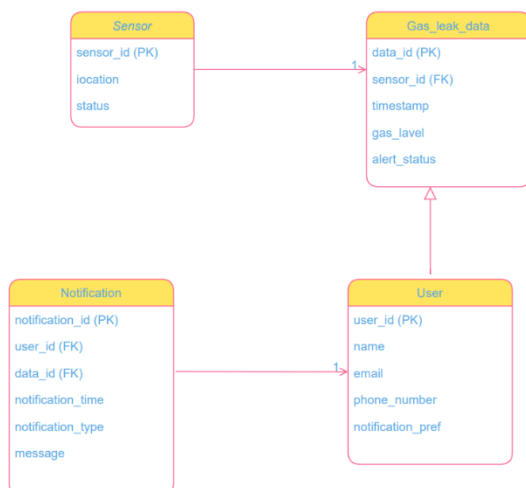 Sensor
sensor_id (PK)
iocation
status
1
Gas_leak_data
data_id (PK)
sensor_id (FK)
timestamp
gas_lavel
alert_status
Notification
notification_id (PK)
user_id (FK)
data_id (FK)
notification_time
notification_type
message
1
User
user_id (PK)
name
email
phone_number
notification_pref